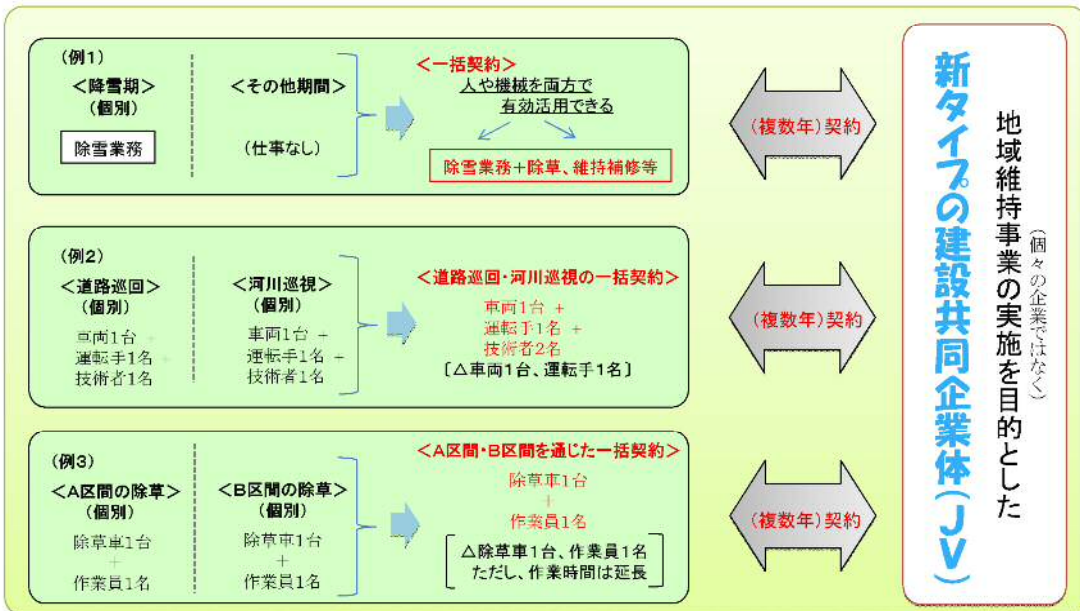 (例1)
<降雪期>
(個別)
除雪業務
<その他期間>
(仕事なし)
<一括契約>
人や機械を両方で
有効活用できる
除雪業務+除草、維持補修等
(複数年)契約
(例2)
<道路巡回>
(個別)
車両1台 +
運転手1名 +
技術者1名
<河川巡視>
(個別)
車両1台 +
運転手1名 +
技術者1名
<道路巡回・河川巡視の一括契約>
車両1台 +
運転手1名 +
技術者2名
〔△車両1台、運転手1名〕
(複数年)契約
(例3)
<A区間の除草>
(個別)
除草車1台
+
作業員1名
<B区間の除草>
(個別)
除草車1台
+
作業員1名
<A区間・B区間を通じた一括契約>
除草車1台
+
作業員1名
△除草車1台、作業員1名
ただし、作業時間は延長
(複数年)契約
(個々の企業ではなく)
地域維持事業の実施を目的とした
新タイプの建設共同企業体(JV)